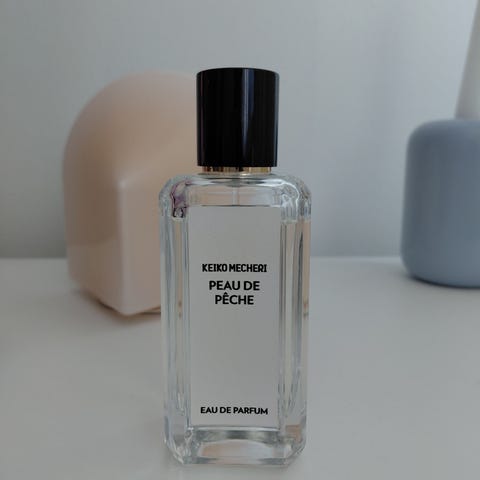 KEIKO MECHERI
PEAU DE
PÊCHE
EAU DE PARFUM